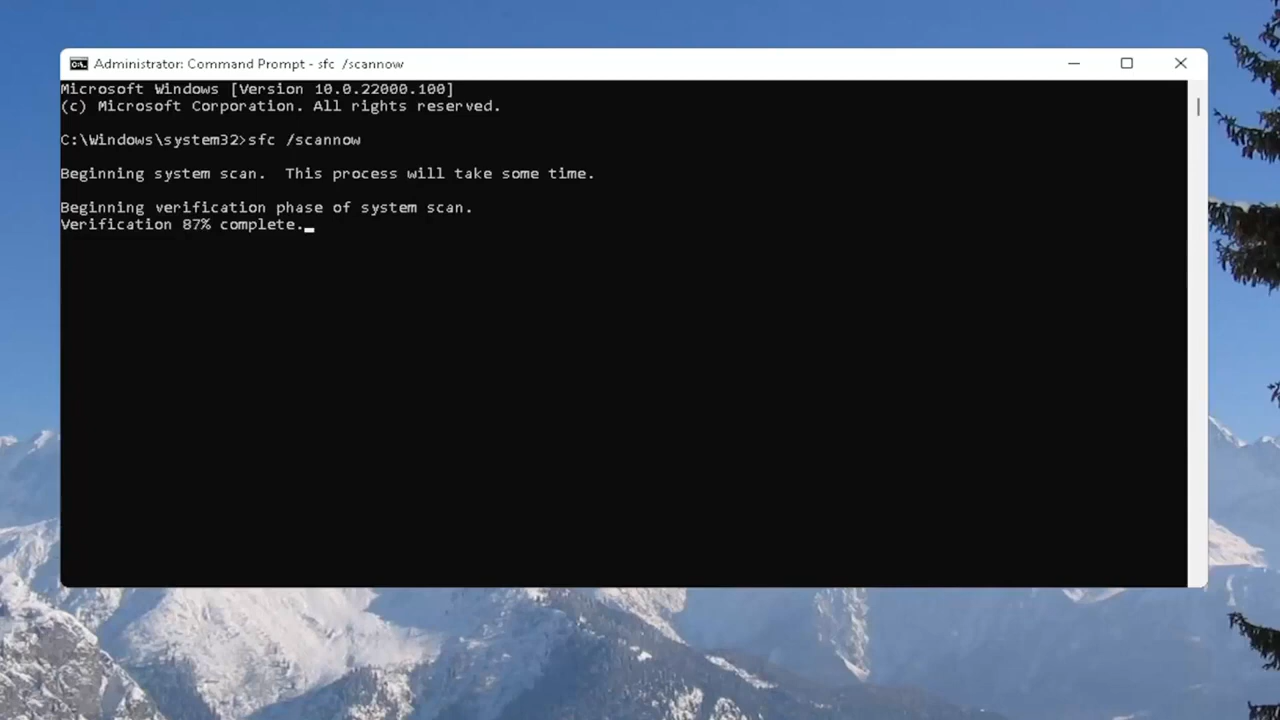 Administrator: Command Prompt - sfc /scannow
Microsoft Windows [Version 10.0.22000.100]
(c) Microsoft Corporation. All rights reserved.
C:\Windows\system32>sfc /scannow
Beginning system scan.  This process will take some time.
Beginning verification phase of system scan.
Verification 87% complete.